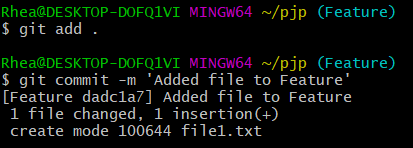 Rhea@DESKTOP-DOFQ1VI MINGW64 ~/pjp (Feature)
$ git add .
Rhea@DESKTOP-DOFQ1VI MINGW64 ~/pjp (Feature)
$ git commit -m 'Added file to Feature'
[Feature dadc1a7] Added file to Feature
 1 file changed, 1 insertion(+)
 create mode 100644 file1.txt